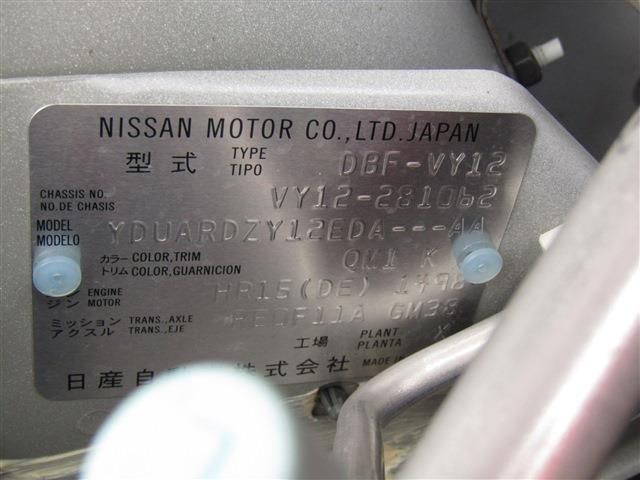 NISSAN MOTOR CO.,LTD.JAPAN
型式 TYPE TIPO DBF-VY12
CHASSIS NO. NO.DE CHASIS VY12-281062
MODEL MODELO YDUARDZY12EDA---AA
カラー COLOR,TRIM トリム COLOR,GUARNICION QM1 K
ジン ENGINE MOTOR HR15(DE) 1498
ミッション TRANS.,AXLE アクスル TRANS.,EJE RE0F11A GM38
工場 PLANT PLANTA X
日産自 株式会社 MADE IN